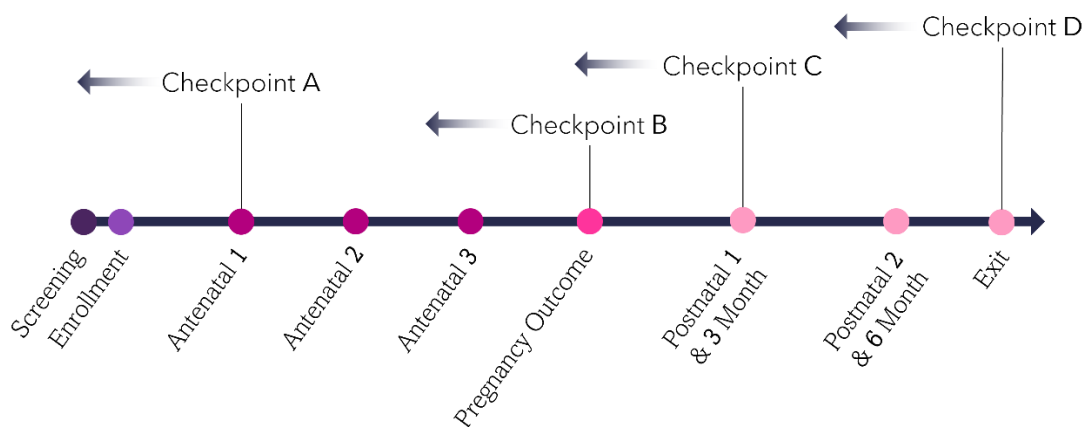 Checkpoint D
Checkpoint C
Checkpoint A
Checkpoint B
Screening
Enrollment
Antenatal 1
Antenatal 2
Antenatal 3
Pregnancy Outcome
Postnatal 1
& 3 Month
Postnatal 2
& 6 Month
Exit